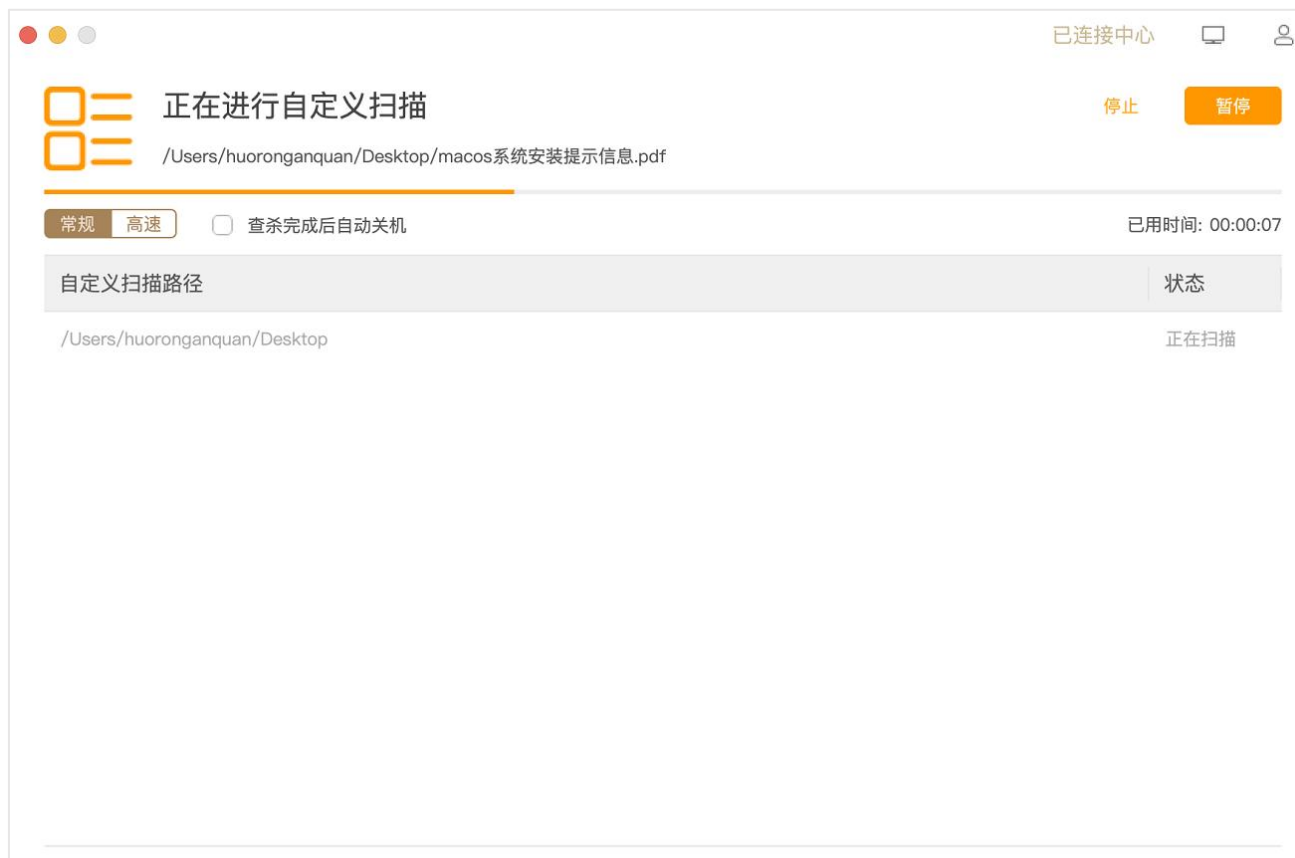 已连接中心
正在进行自定义扫描
停止
暂停
/Users/huoronganquan/Desktop/macos系统安装提示信息.pdf
常规 高速 查杀完成后自动关机 已用时间: 00:00:07
自定义扫描路径 状态
/Users/huoronganquan/Desktop 正在扫描